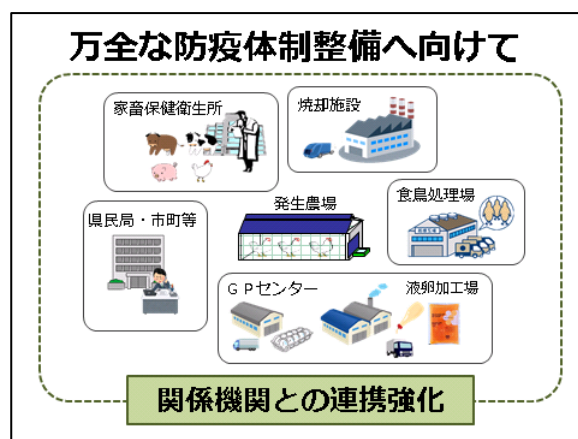 万全な防疫体制整備へ向けて
家畜保健衛生所
焼却施設
県民局・市町等
発生農場
食鳥処理場
ＧＰセンター
液卵加工場
関係機関との連携強化